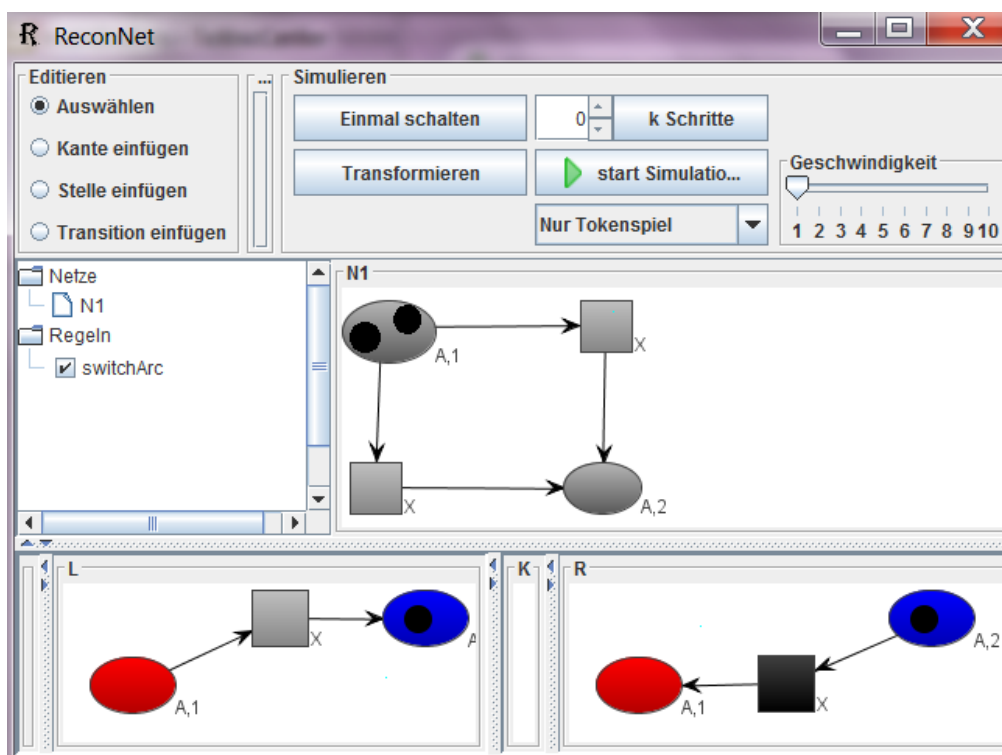 ReconNet
Editieren
...
Simulieren
Auswählen
Kante einfügen
Stelle einfügen
Transition einfügen
Einmal schalten
0
k Schritte
Transformieren
start Simulatio...
Nur Tokenspiel
Geschwindigkeit
1 2 3 4 5 6 7 8 9 10
Netze
N1
Regeln
switchArc
N1
A,1
X
X
A,2
L
X
A
A,1
K
R
A,2
A,1
X